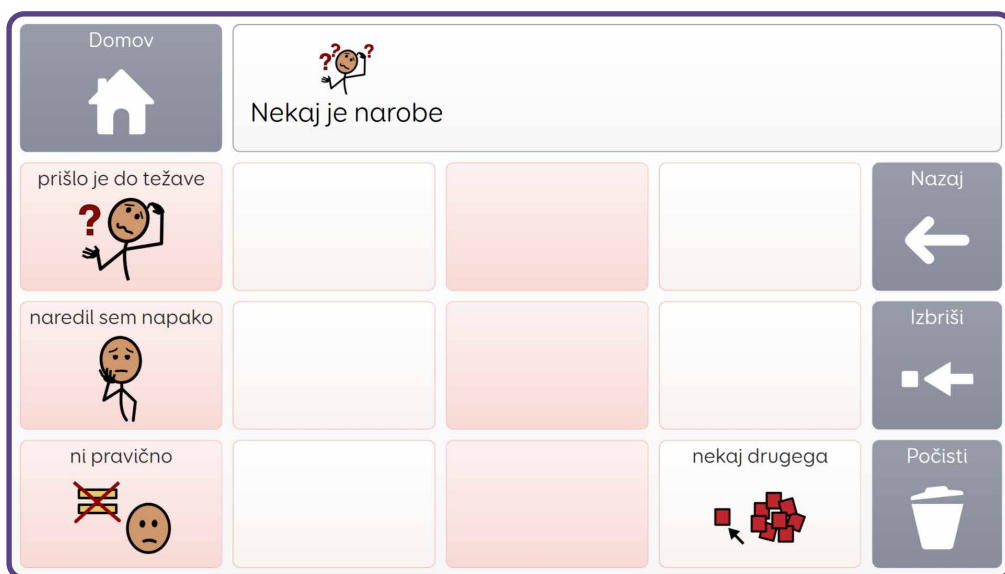 Domov
???
Nekaj je narobe
prišlo je do težave
?
Nazaj
naredil sem napako
Izbriši
ni pravično
nekaj drugega
Počisti